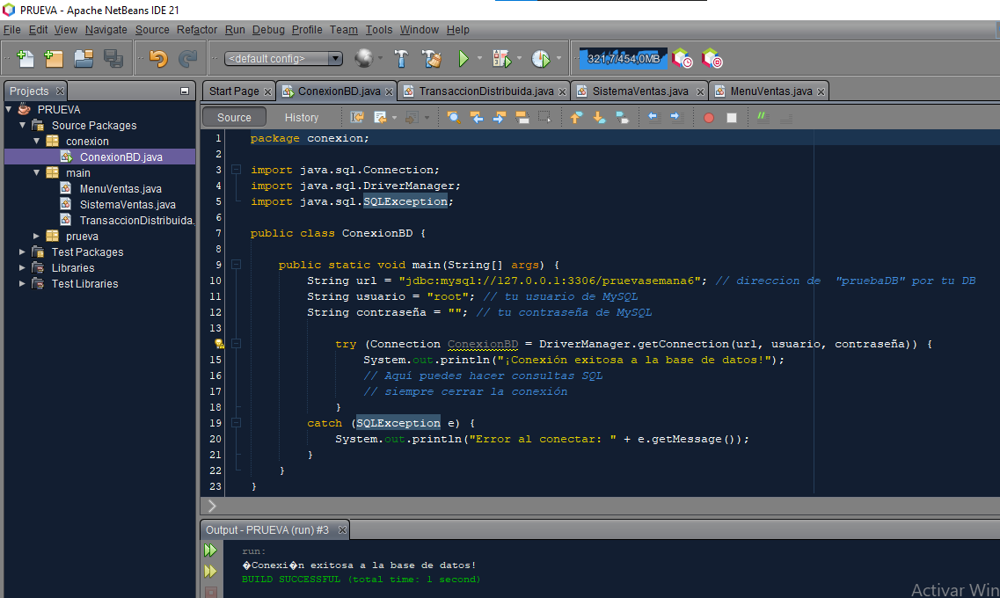 PRUEVA - Apache NetBeans IDE 21
File Edit View Navigate Source Refactor Run Debug Profile Team Tools Window Help
<default config>
321,7/454,0MB
Projects
PRUEVA
Source Packages
conexion
ConexionBD.java
main
MenuVentas.java
SistemaVentas.java
TransaccionDistribuida.
prueva
Test Packages
Libraries
Test Libraries
Start Page ConexionBD.java TransaccionDistribuida.java SistemaVentas.java MenuVentas.java
Source History
1 package conexion;
2
3 import java.sql.Connection;
4 import java.sql.DriverManager;
5 import java.sql.SQLException;
6
7 public class ConexionBD {
8
9 public static void main(String[] args) {
10 String url = "jdbc:mysql://127.0.0.1:3306/pruevasemana6"; // direccion de  "pruebaDB" por tu DB
11 String usuario = "root"; // tu usuario de MySQL
12 String contraseña = ""; // tu contraseña de MySQL
13
try (Connection ConexionBD = DriverManager.getConnection(url, usuario, contraseña)) {
15 System.out.println("¡Conexión exitosa a la base de datos!");
16 // Aquí puedes hacer consultas SQL
17 // siempre cerrar la conexión
18 }
19 catch (SQLException e) {
20 System.out.println("Error al conectar: " + e.getMessage());
21 }
22 }
23 }
Output - PRUEVA (run) #3
run:
�Conexi�n exitosa a la base de datos!
BUILD SUCCESSFUL (total time: 1 second)
Activar Win